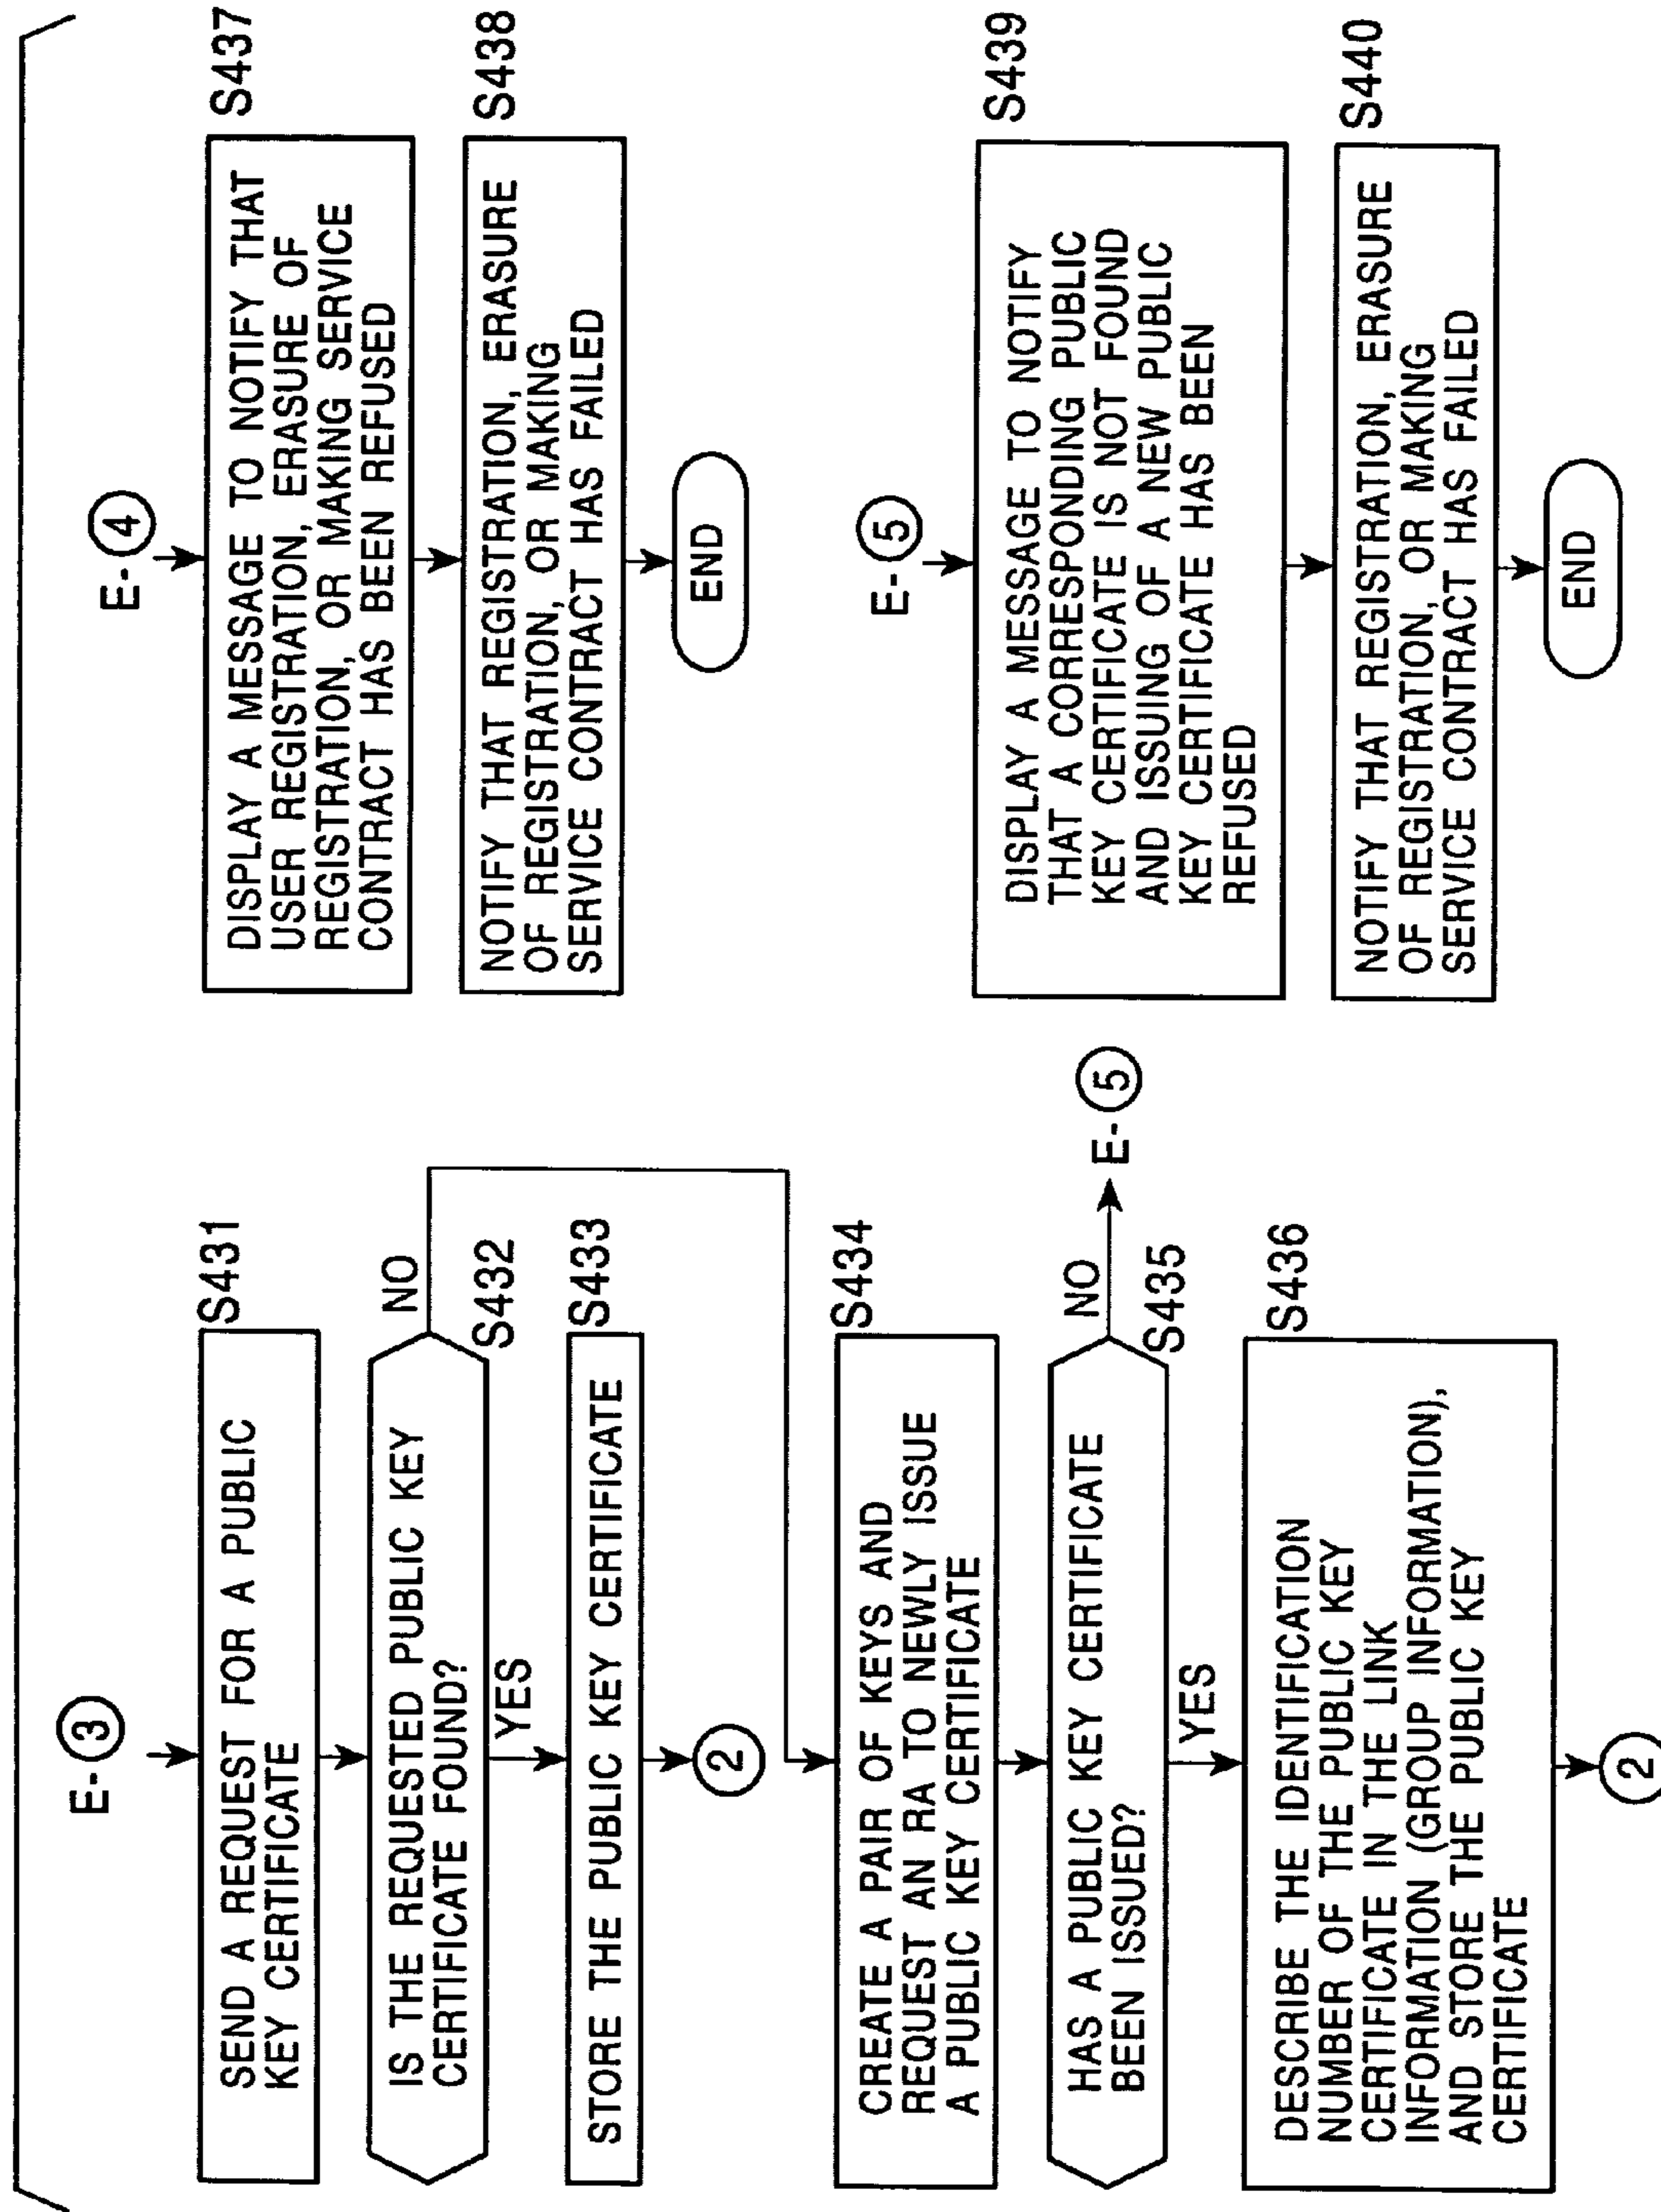 E-3
S431
SEND A REQUEST FOR A PUBLIC
KEY CERTIFICATE
IS THE REQUESTED PUBLIC KEY
CERTIFICATE FOUND?
NO
S432
YES
S433
STORE THE PUBLIC KEY CERTIFICATE
2
S434
CREATE A PAIR OF KEYS AND
REQUEST AN RA TO NEWLY ISSUE
A PUBLIC KEY CERTIFICATE
HAS A PUBLIC KEY CERTIFICATE
BEEN ISSUED?
NO
E-5
S435
YES
S436
DESCRIBE THE IDENTIFICATION
NUMBER OF THE PUBLIC KEY
CERTIFICATE IN THE LINK
INFORMATION (GROUP INFORMATION),
AND STORE THE PUBLIC KEY
CERTIFICATE
2
E-4
S437
DISPLAY A MESSAGE TO NOTIFY THAT
USER REGISTRATION, ERASURE OF
REGISTRATION, OR MAKING SERVICE
CONTRACT HAS BEEN REFUSED
S438
NOTIFY THAT REGISTRATION, ERASURE
OF REGISTRATION, OR MAKING
SERVICE CONTRACT HAS FAILED
END
E-5
S439
DISPLAY A MESSAGE TO NOTIFY
THAT A CORRESPONDING PUBLIC
KEY CERTIFICATE IS NOT FOUND
AND ISSUING OF A NEW PUBLIC
KEY CERTIFICATE HAS BEEN
REFUSED
S440
NOTIFY THAT REGISTRATION, ERASURE
OF REGISTRATION, OR MAKING
SERVICE CONTRACT HAS FAILED
END